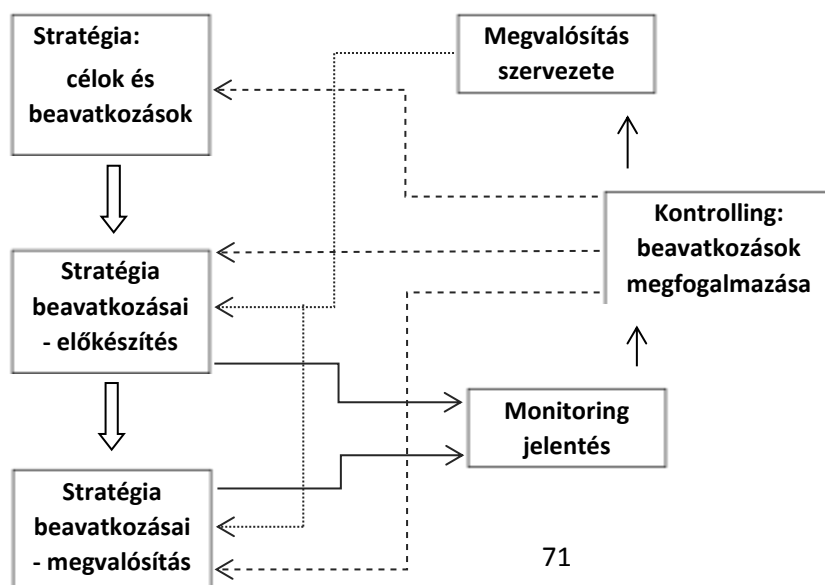 Stratégia:
célok és
beavatkozások
Megvalósítás
szervezete
Kontrolling:
beavatkozások
megfogalmazása
Stratégia
beavatkozásai
- előkészítés
Monitoring
jelentés
Stratégia
beavatkozásai
- megvalósítás
71